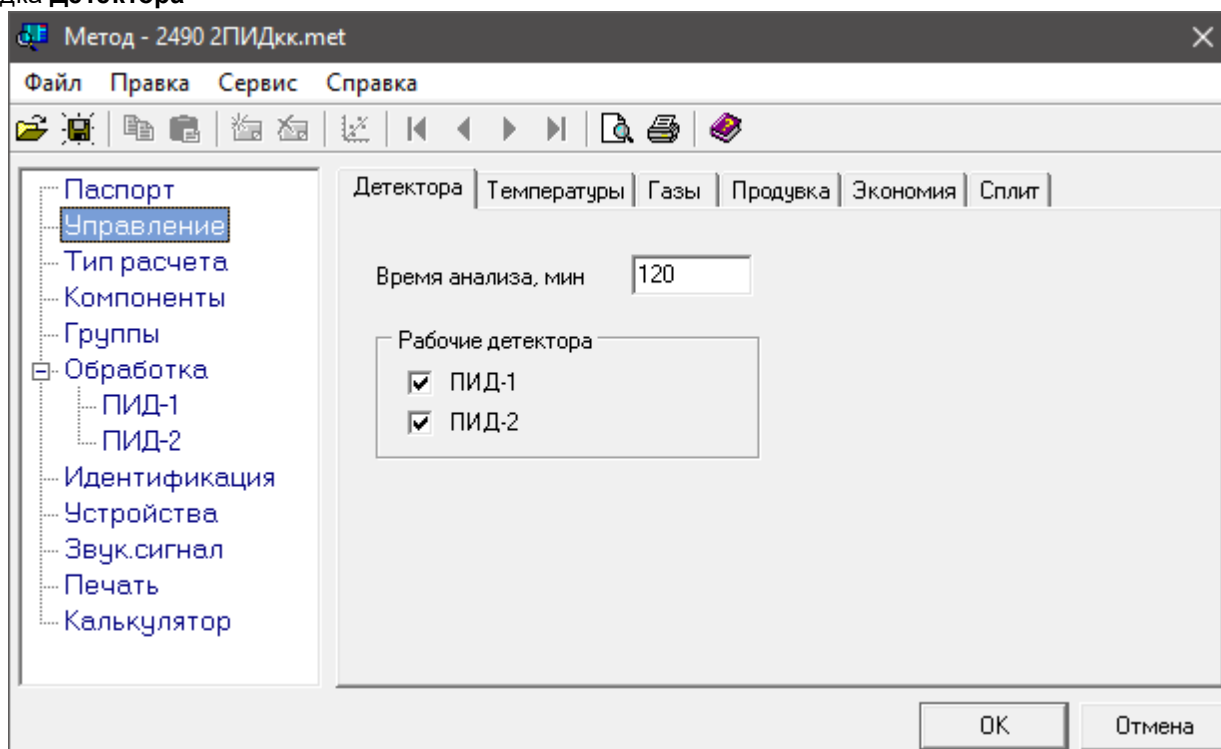 детектора
Метод - 2490 2ПИДкк.met
Файл Правка Сервис Справка
Паспорт
Управление
Тип расчета
Компоненты
Группы
Обработка
ПИД-1
ПИД-2
Идентификация
Устройства
Звук.сигнал
Печать
Калькулятор
Детектора Температуры Газы Продувка Экономия Сплит
Время анализа, мин 120
Рабочие детектора
ПИД-1
ПИД-2
OK Отмена